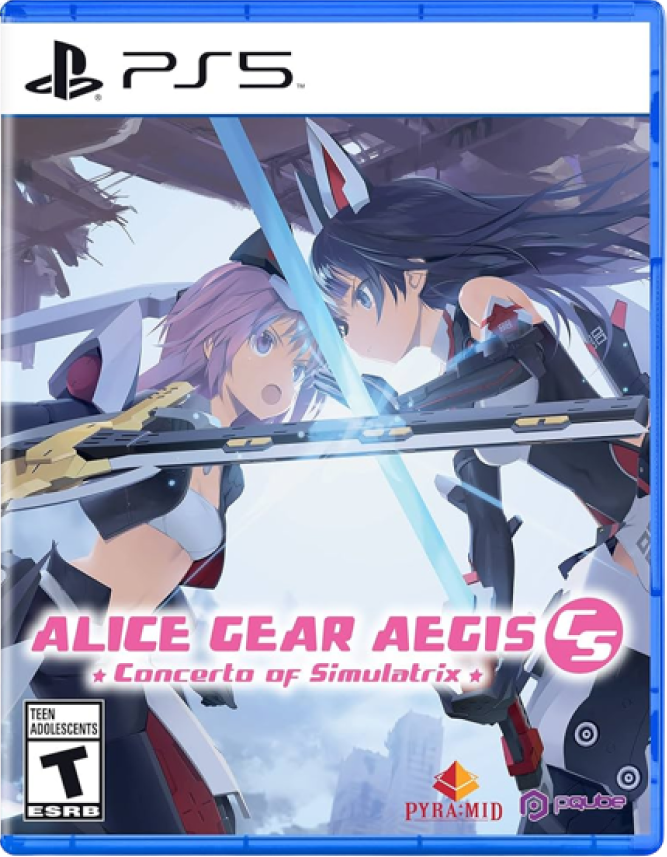 PS5
ALICE GEAR AEGIS CS
Concerto of Simulatrix
TEEN
ADOLESCENTS
T
ESRB
PYRA:MID
pqube